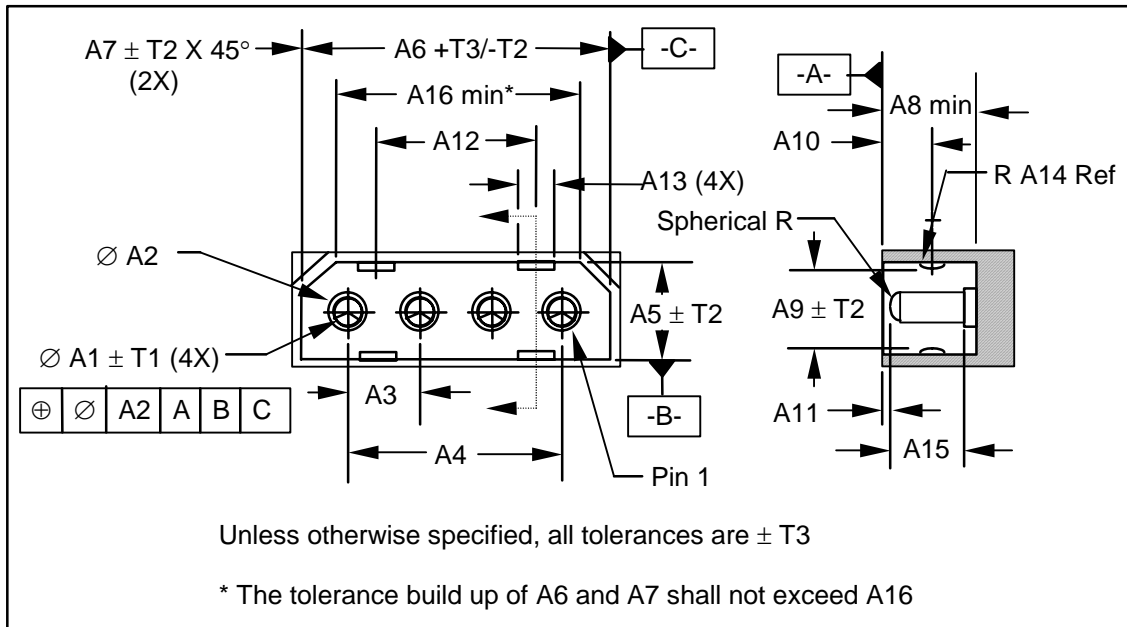 A7 ± T2 X 45°
(2X)
A6 +T3/-T2
-C-
A16 min*
A12
A13 (4X)
-A-
A8 min
A10
R A14 Ref
Spherical R
∅ A2
A5 ± T2
A9 ± T2
∅ A1 ± T1 (4X)
⊕ ∅ A2 A B C
A3
-B-
A11
A4
A15
Pin 1
Unless otherwise specified, all tolerances are ± T3
* The tolerance build up of A6 and A7 shall not exceed A16